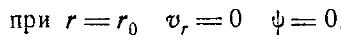 при r = r₀ v_r = 0 ψ = 0.